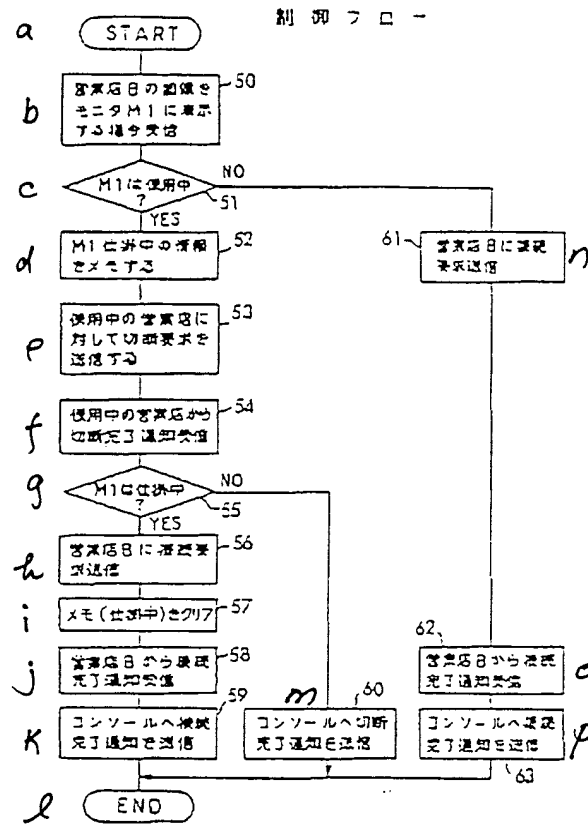 制御フロー
a
START
b
営業店Bの画像を
モニタM1に表示
する指令受信
50
c
M1は使用中
?
51
NO
YES
d
M1仕掛中の情報
をメモする
52
61
営業店Bに接続
要求送信
n
e
使用中の営業店に
対して切断要求を
送信する
53
f
使用中の営業店から
切断完了通知受信
54
g
M1は仕掛中
?
55
NO
YES
h
営業店Bに接続要
求送信
56
i
メモ(仕掛中)をクリア
57
j
営業店Bから接続
完了通知受信
58
62
営業店Bから接続
完了通知受信
o
k
コンソールへ接続
完了通知を送信
59
m
コンソールへ切断
完了通知を送信
60
コンソールへ接続
完了通知を送信
63
p
l
END